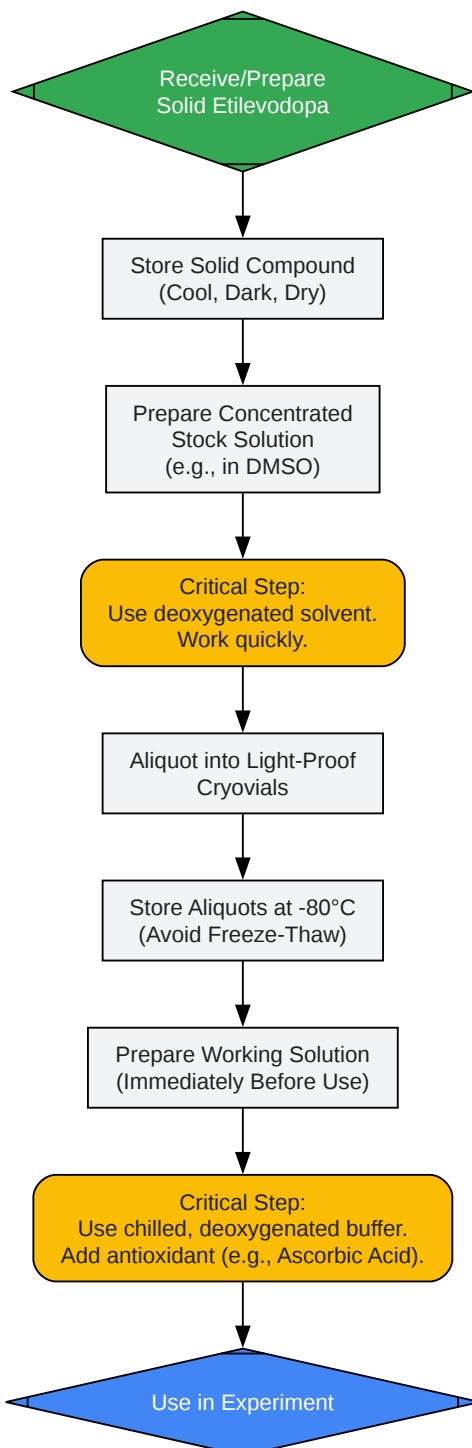 Receive/Prepare
Solid Etilevodopa
Store Solid Compound
(Cool, Dark, Dry)
Prepare Concentrated
Stock Solution
(e.g., in DMSO)
Critical Step:
Use deoxygenated solvent.
Work quickly.
Aliquot into Light-Proof
Cryovials
Store Aliquots at -80°C
(Avoid Freeze-Thaw)
Prepare Working Solution
(Immediately Before Use)
Critical Step:
Use chilled, deoxygenated buffer.
Add antioxidant (e.g., Ascorbic Acid).
Use in Experiment